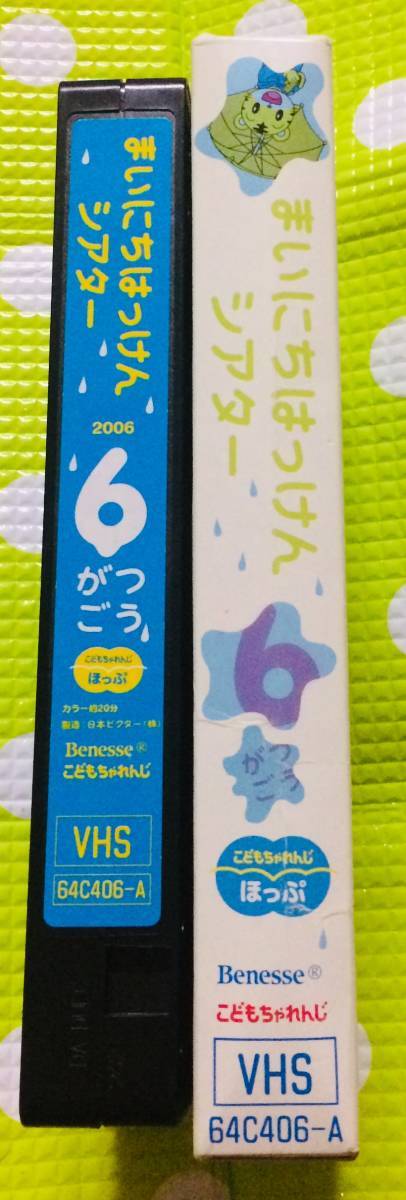 まいにちはっけん
シアター
2006
6
がつ
ごう
こどもちゃれんじ
ほっぷ
カラー約20分
製造 日本ビクター(株)
Benesse®
こどもちゃれんじ
VHS
64C406-A
まいにちはっけん
シアター
6
がつ
ごう
こどもちゃれんじ
ほっぷ
Benesse®
こどもちゃれんじ
VHS
64C406-A